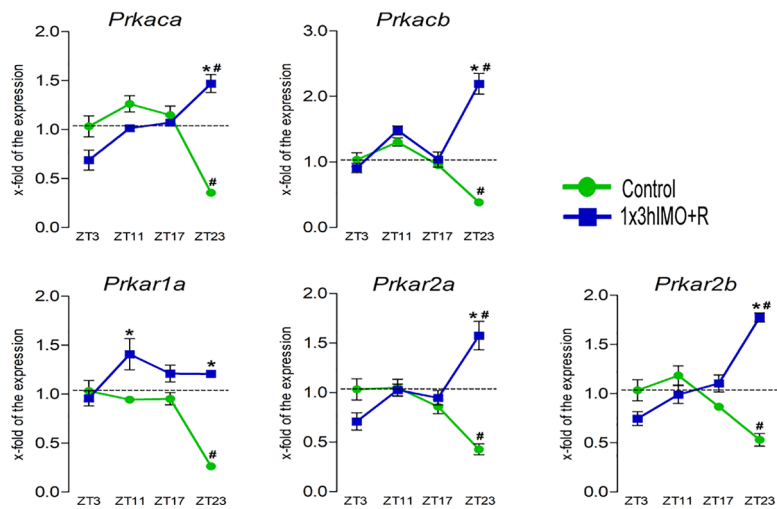 Prkaca
x-fold of the expression
2.0
1.5
1.0
0.5
0.0
* #
#
ZT3 ZT11 ZT17 ZT23
Prkacb
x-fold of the expression
3.0
2.0
1.0
0.0
* #
#
ZT3 ZT11 ZT17 ZT23
Control
1x3hIMO+R
Prkar1a
x-fold of the expression
2.0
1.5
1.0
0.5
0.0
*
*
#
ZT3 ZT11 ZT17 ZT23
Prkar2a
x-fold of the expression
2.0
1.5
1.0
0.5
0.0
* #
#
ZT3 ZT11 ZT17 ZT23
Prkar2b
x-fold of the expression
2.0
1.5
1.0
0.5
0.0
* #
#
ZT3 ZT11 ZT17 ZT23